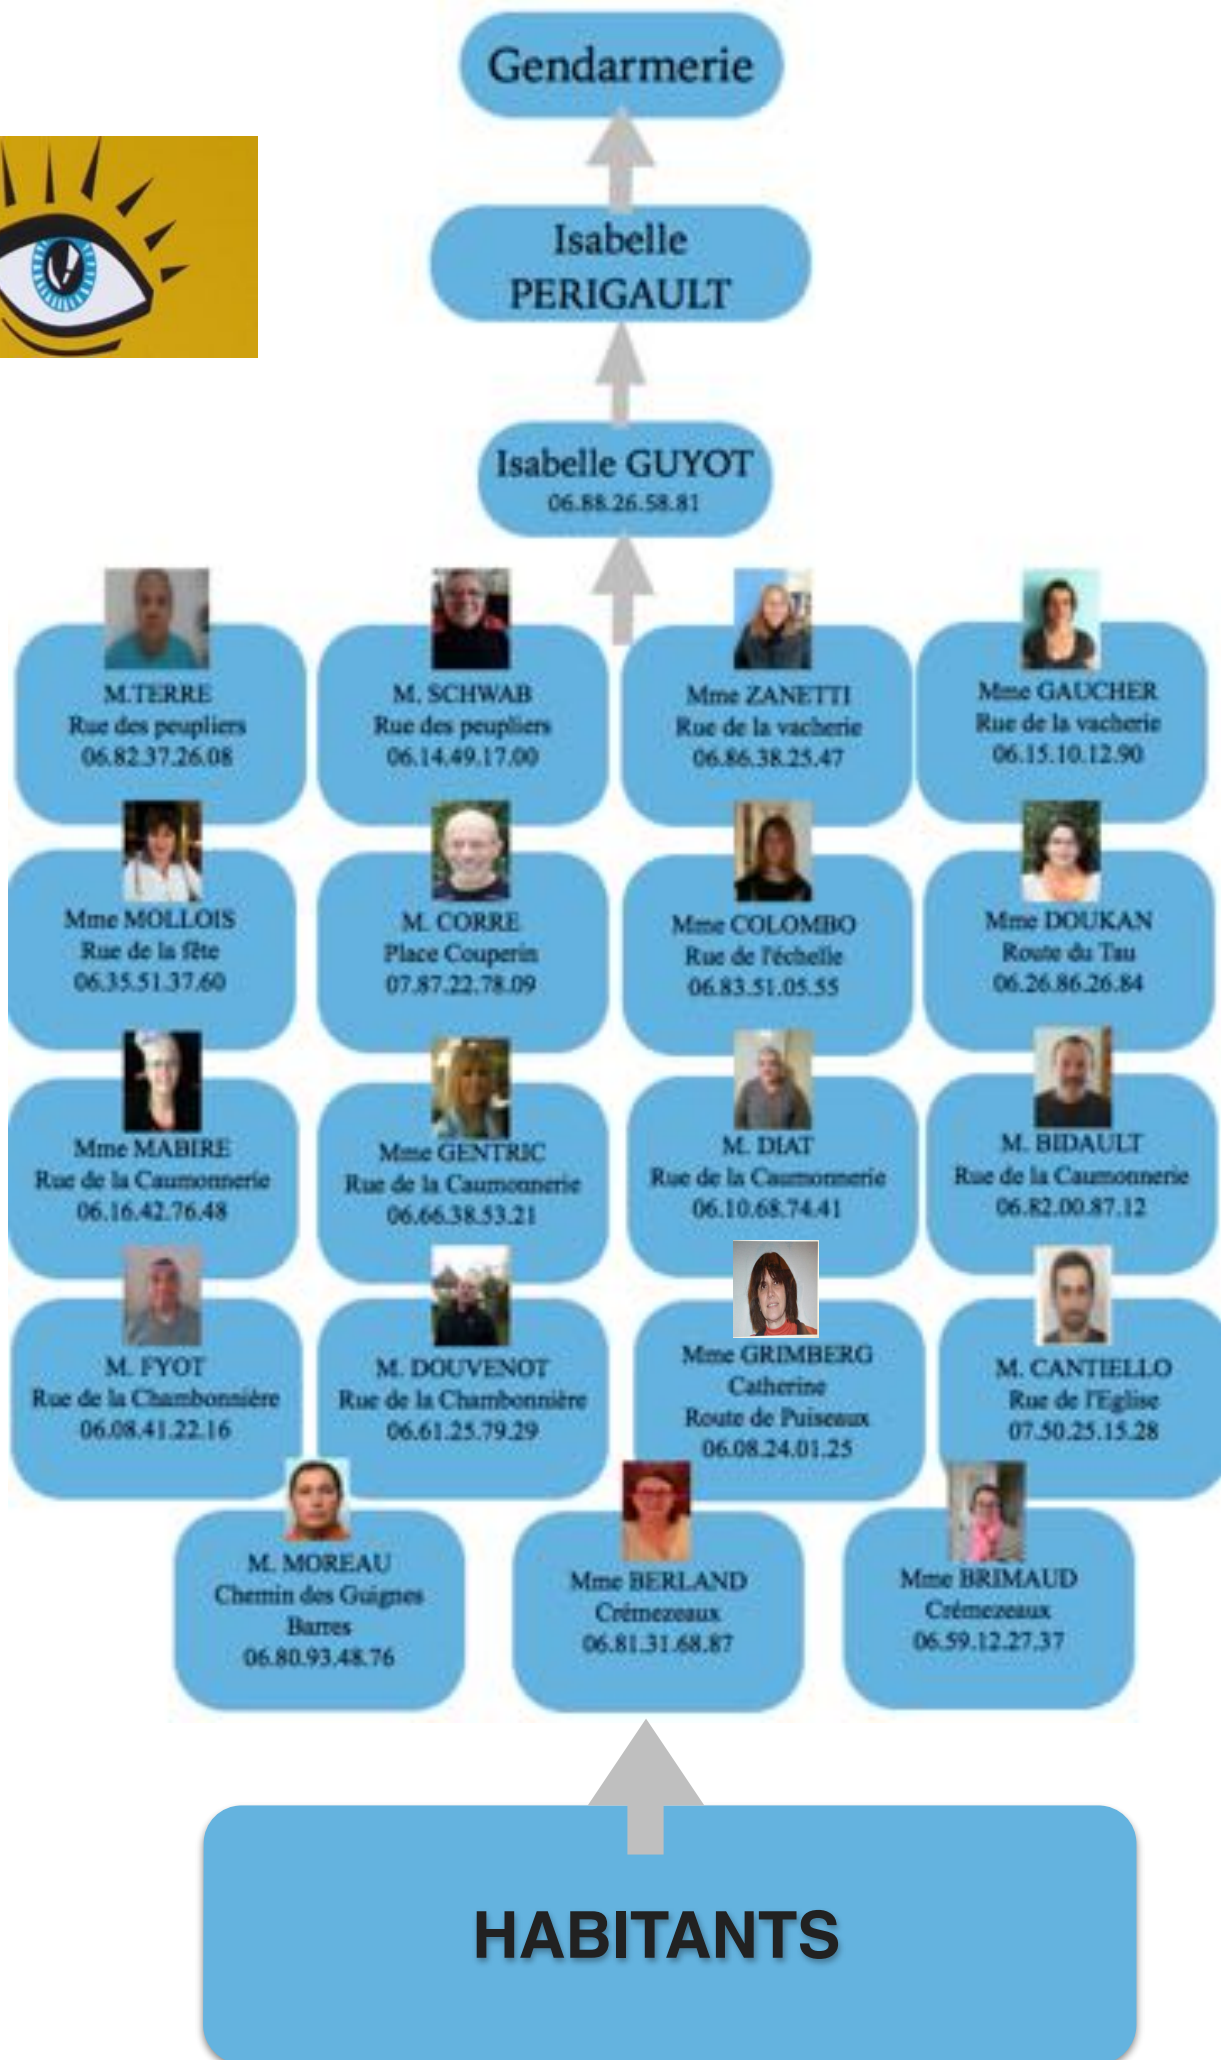 Gendarmerie
Isabelle
PERIGAULT
Isabelle GUYOT
06.88.26.58.81
M.TERRE
Rue des peupliers
06.82.37.26.08
M. SCHWAB
Rue des peupliers
06.14.49.17.00
Mme ZANETTI
Rue de la vacherie
06.86.38.25.47
Mme GAUCHER
Rue de la vacherie
06.15.10.12.90
Mme MOLLOIS
Rue de la fête
06.35.51.37.60
M. CORRE
Place Couperin
07.87.22.78.09
Mme COLOMBO
Rue de l'échelle
06.83.51.05.55
Mme DOUKAN
Route du Tau
06.26.86.26.84
Mme MABIRE
Rue de la Caumonnerie
06.16.42.76.48
Mme GENTRIC
Rue de la Caumonnerie
06.66.38.53.21
M. DIAT
Rue de la Caumonnerie
06.10.68.74.41
M. BIDAULT
Rue de la Caumonnerie
06.82.00.87.12
M. FYOT
Rue de la Chambonnière
06.08.41.22.16
M. DOUVENOT
Rue de la Chambonnière
06.61.25.79.29
Mme GRIMBERG
Catherine
Route de Puiseaux
06.08.24.01.25
M. CANTIELLO
Rue de l'Eglise
07.50.25.15.28
M. MOREAU
Chemin des Guignes
Barres
06.80.93.48.76
Mme BERLAND
Crémezeaux
06.81.31.68.87
Mme BRIMAUD
Crémezeaux
06.59.12.27.37
HABITANTS